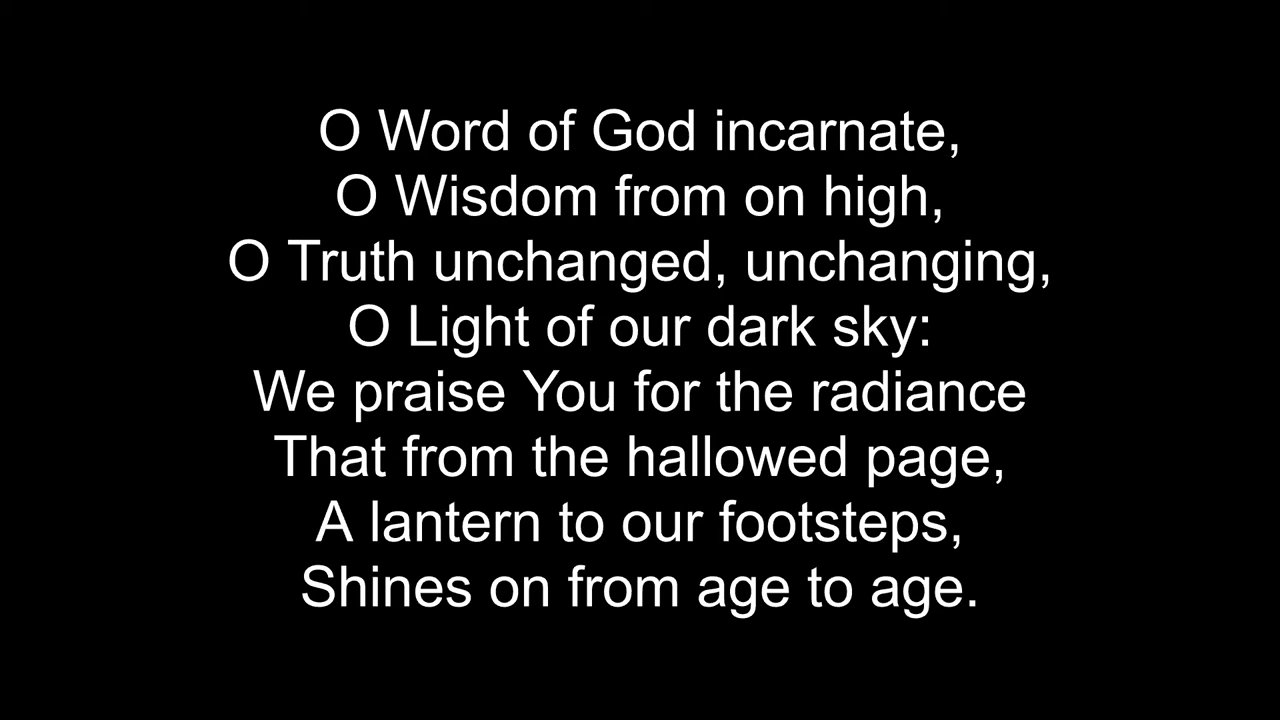 O Word of God incarnate,
O Wisdom from on high,
O Truth unchanged, unchanging,
O Light of our dark sky:
We praise You for the radiance
That from the hallowed page,
A lantern to our footsteps,
Shines on from age to age.